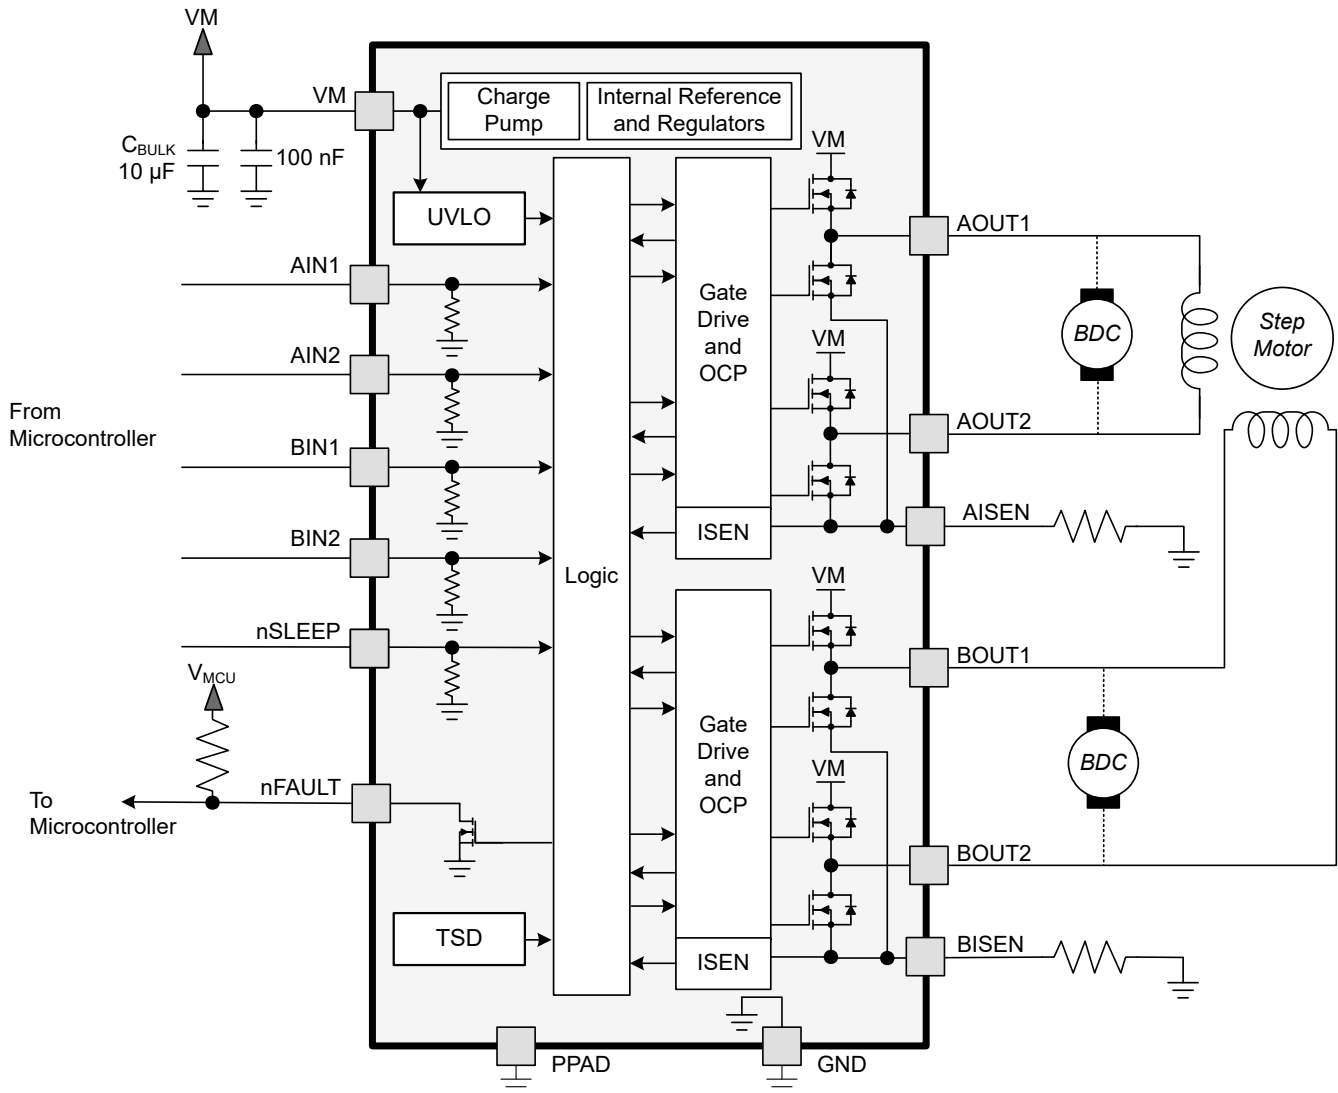 VM
VM
C_BULK
10 µF
100 nF
Charge
Pump
Internal Reference
and Regulators
UVLO
VM
AIN1
AIN2
From
Microcontroller
BIN1
BIN2
nSLEEP
V_MCU
nFAULT
To
Microcontroller
TSD
Logic
Gate
Drive
and
OCP
VM
ISEN
VM
Gate
Drive
and
OCP
VM
ISEN
AOUT1
BDC
Step
Motor
AOUT2
AISEN
BOUT1
BDC
BOUT2
BISEN
PPAD
GND